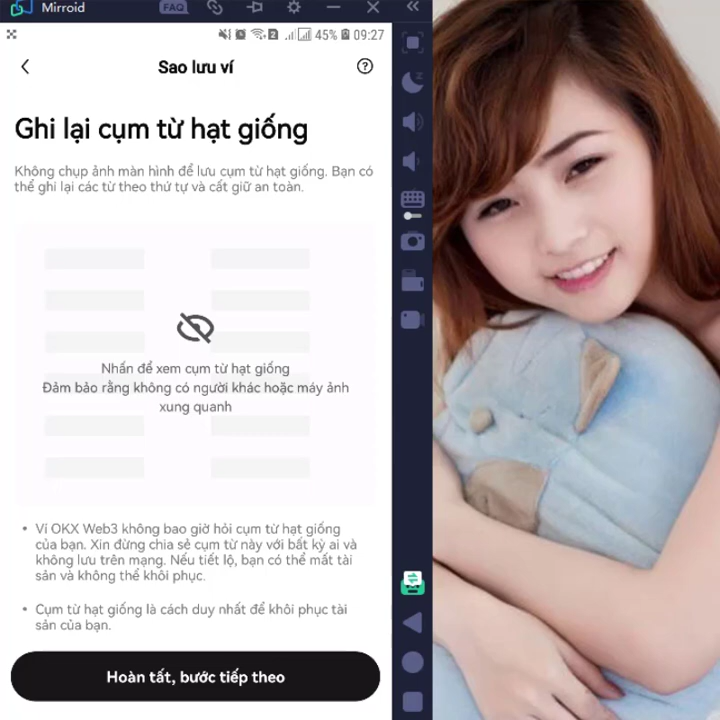 Mirroid FAQ
45% 2 09:27
Sao lưu ví
Ghi lại cụm từ hạt giống
Không chụp ảnh màn hình để lưu cụm từ hạt giống. Bạn có
thể ghi lại các từ theo thứ tự và cất giữ an toàn.
Nhấn để xem cụm từ hạt giống
Đảm bảo rằng không có người khác hoặc máy ảnh
xung quanh
• Ví OKX Web3 không bao giờ hỏi cụm từ hạt giống
của bạn. Xin đừng chia sẻ cụm từ này với bất kỳ ai và
không lưu trên mạng. Nếu tiết lộ, bạn có thể mất tài
sản và không thể khôi phục.
• Cụm từ hạt giống là cách duy nhất để khôi phục tài
sản của bạn.
Hoàn tất, bước tiếp theo